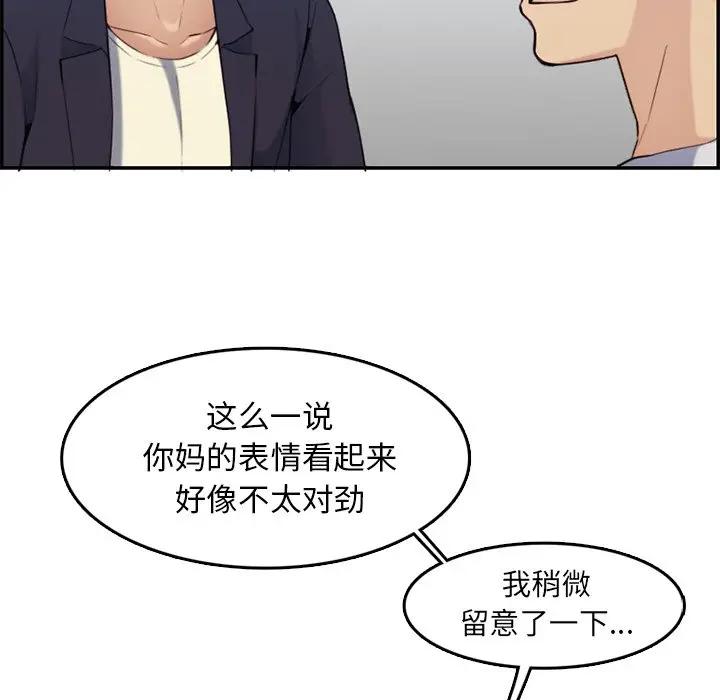 这么一说
你妈的表情看起来
好像不太对劲
我稍微
留意了一下...